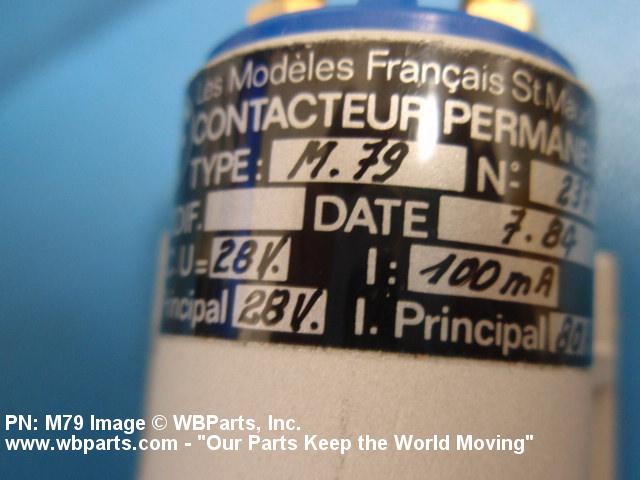 Les Modèles Français St.
CONTACTEUR
TYPE: M.79 N°:
DATE 7.84
U= 28V. I: 100mA
28V. I. Principal
PN: M79 Image © WBParts, Inc.
www.wbparts.com - "Our Parts Keep the World Moving"